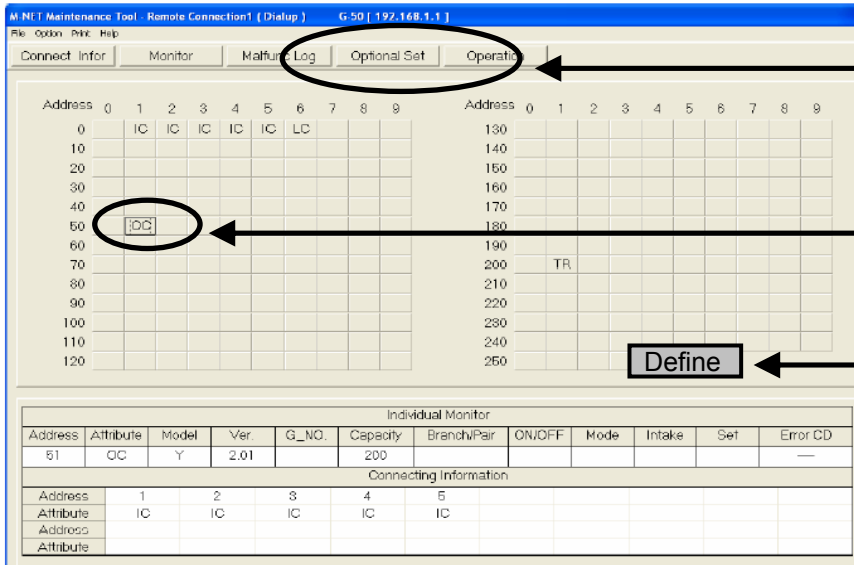 M-NET Maintenance Tool - Remote Connection1 ( Dialup ) G-50 [ 192.168.1.1 ]
File Option Print Help
Connect Infor Monitor Malfunc Log Optional Set Operation
Address 0 1 2 3 4 5 6 7 8 9 Address 0 1 2 3 4 5 6 7 8 9
0 IC IC IC IC IC LC 130
10 140
20 150
30 160
40 170
50 OC 180
60 190
70 200 TR
80 210
90 220
100 230
110 240
120 250 Define
Individual Monitor
Address Attribute Model Ver. G_NO. Capacity Branch/Pair ON/OFF Mode Intake Set Error CD
51 OC Y 2.01 200 —
Connecting Information
Address 1 2 3 4 5
Attribute IC IC IC IC IC
Address
Attribute